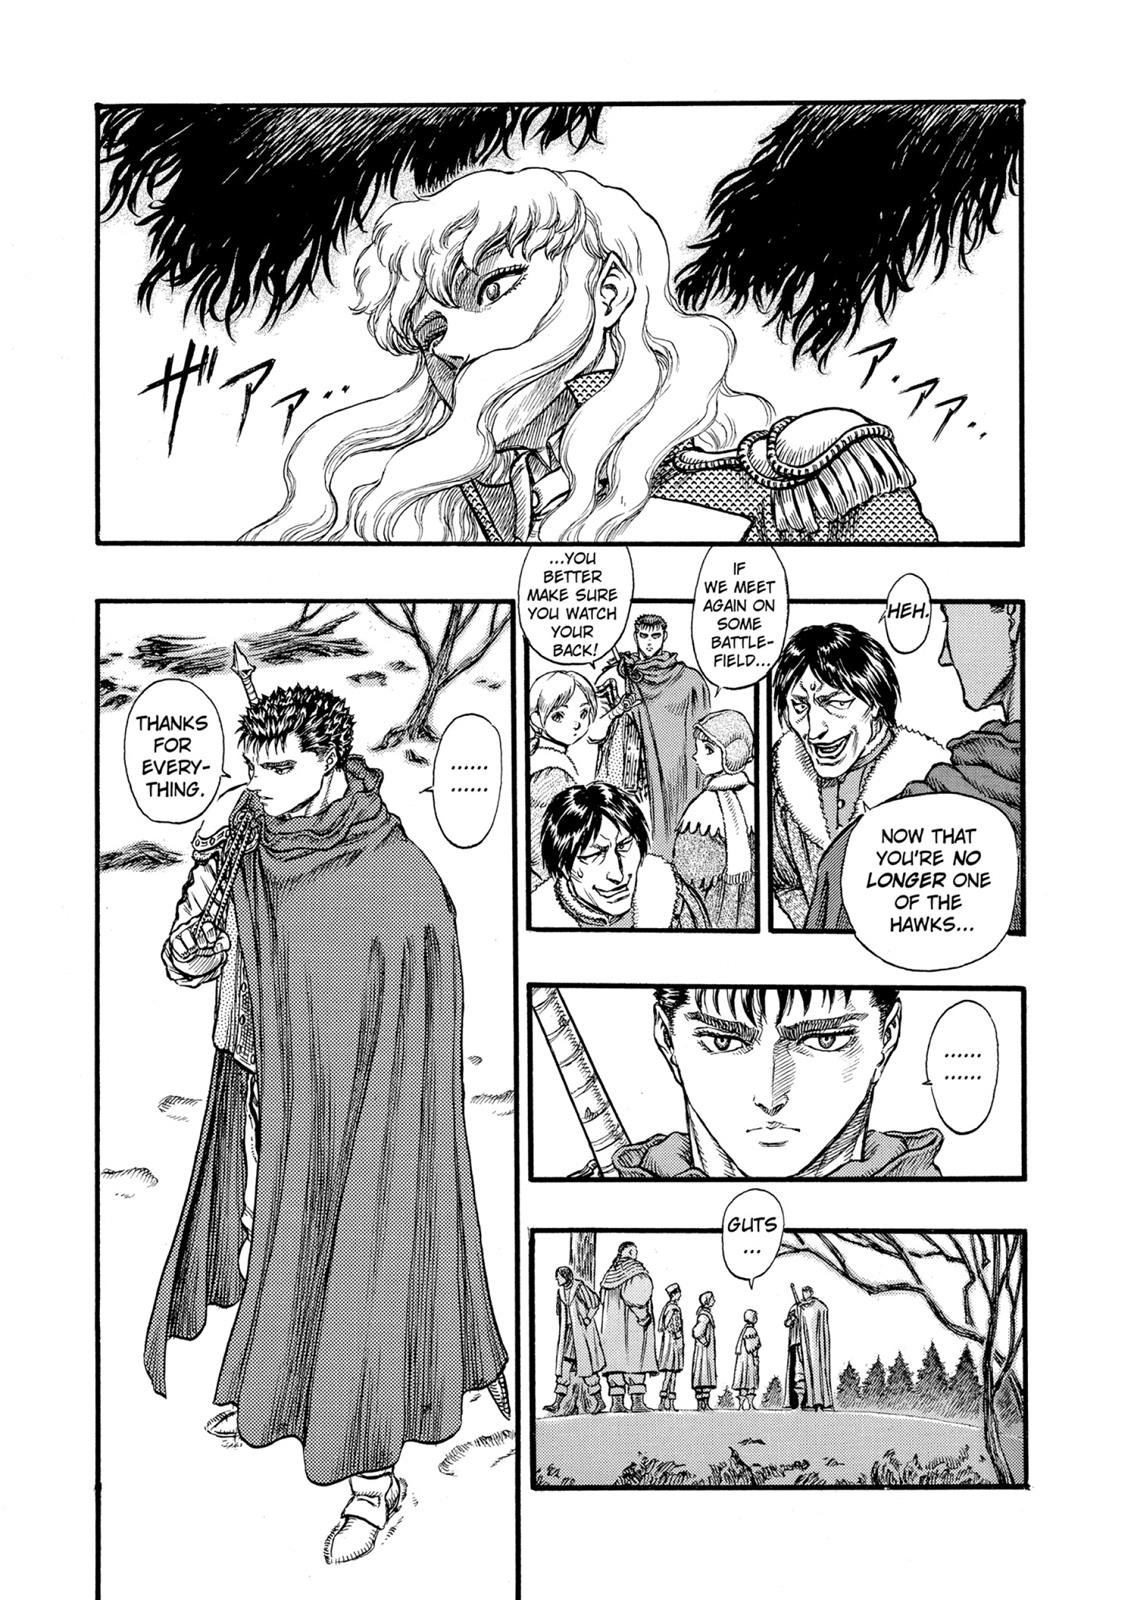 ザアァ‥
ア‥アァ‥
HEH.
NOW THAT
YOU'RE NO
LONGER ONE
OF THE
HAWKS...
IF
WE MEET
AGAIN ON
SOME
BATTLE-
FIELD...
...YOU
BETTER
MAKE SURE
YOU WATCH
YOUR
BACK!
......
......
GUTS
...
......
......
THANKS
FOR
EVERY-
THING.